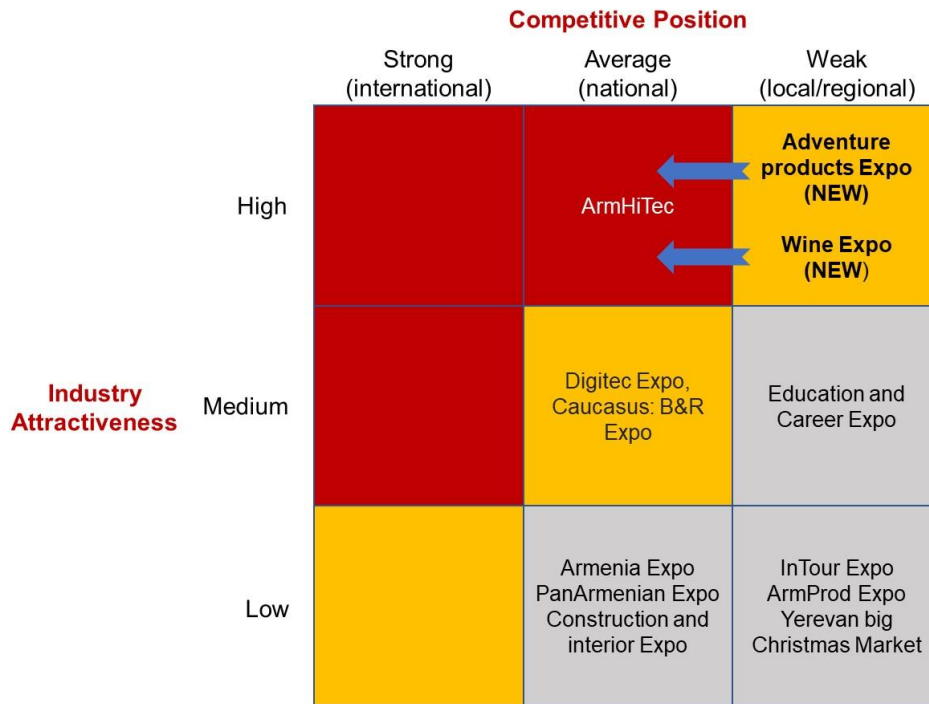 Competitive Position
Strong
(international)
Average
(national)
Weak
(local/regional)
Industry
Attractiveness
High
ArmHiTec
Adventure
products Expo
(NEW)
Wine Expo
(NEW)
Medium
Digitec Expo,
Caucasus: B&R
Expo
Education and
Career Expo
Low
Armenia Expo
PanArmenian Expo
Construction and
interior Expo
InTour Expo
ArmProd Expo
Yerevan big
Christmas Market